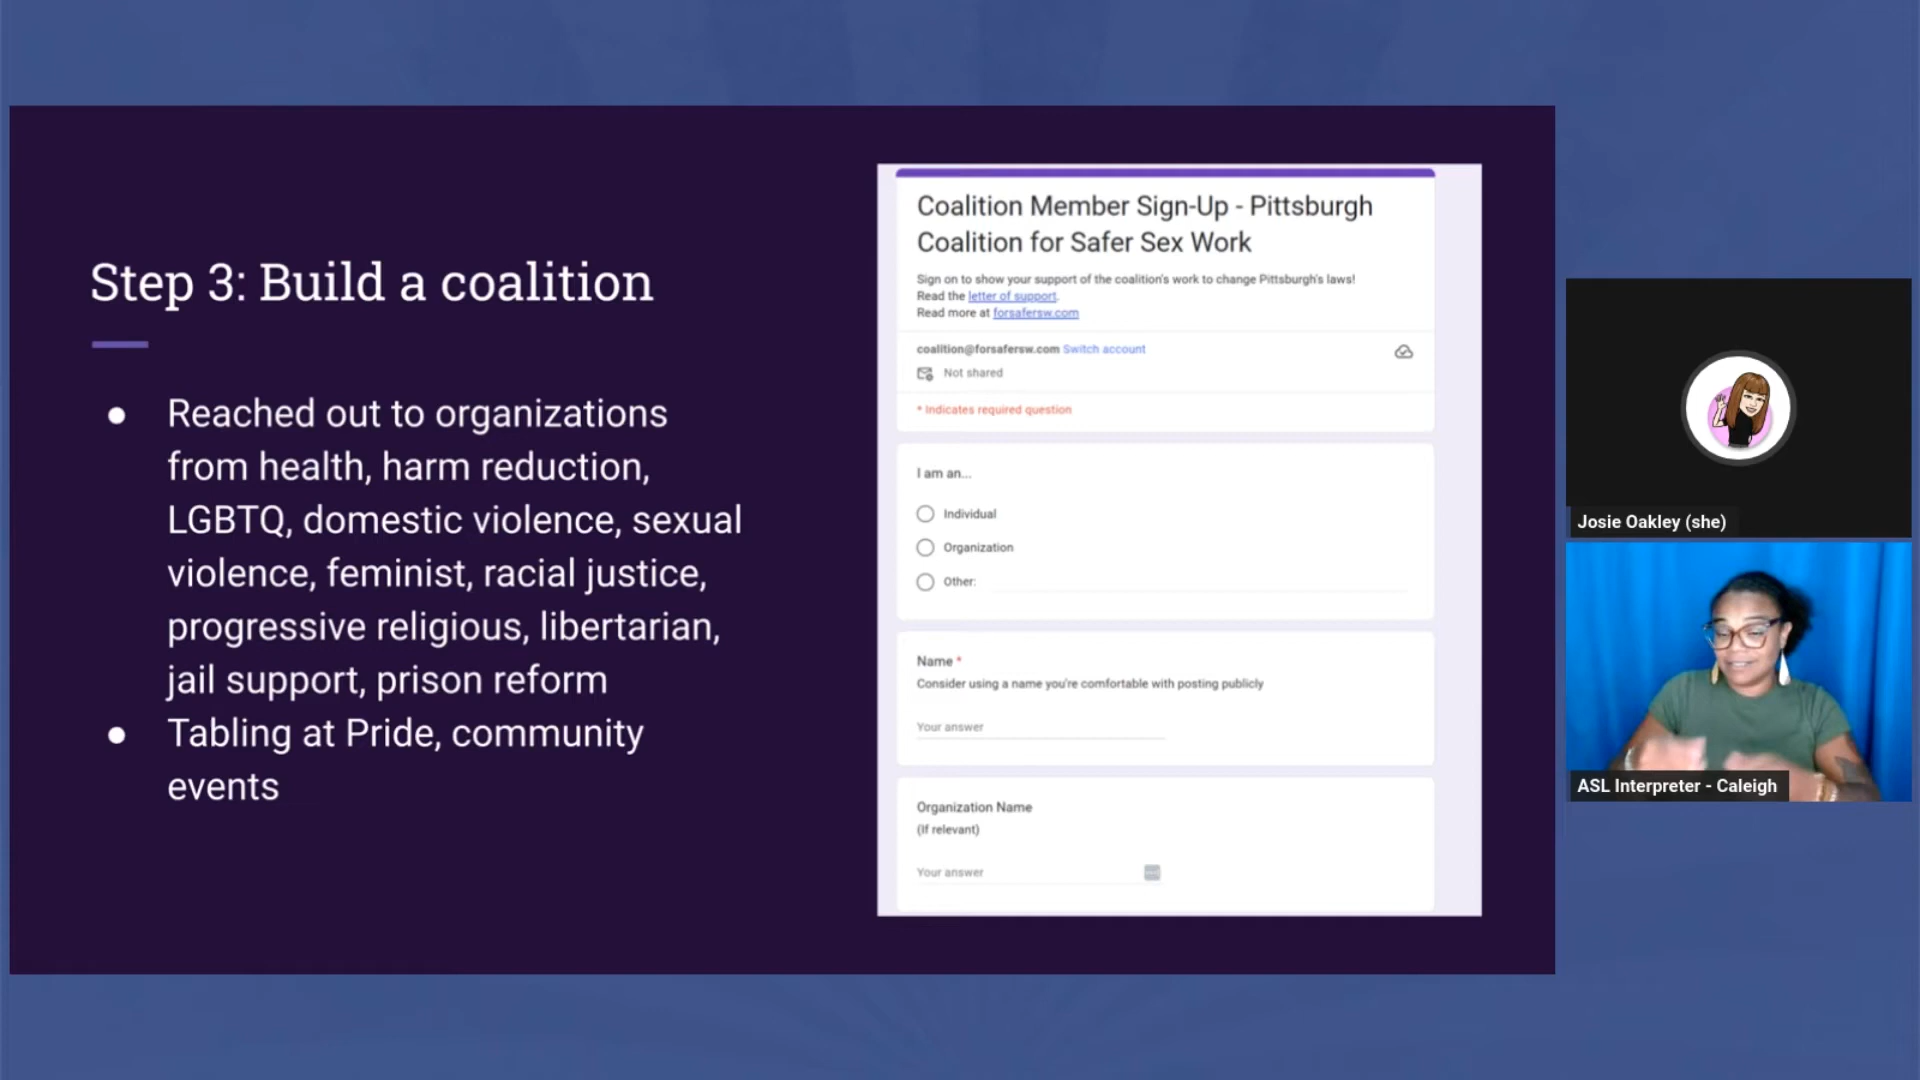 Step 3: Build a coalition
● Reached out to organizations
from health, harm reduction,
LGBTQ, domestic violence, sexual
violence, feminist, racial justice,
progressive religious, libertarian,
jail support, prison reform
● Tabling at Pride, community
events
Coalition Member Sign-Up - Pittsburgh
Coalition for Safer Sex Work
Sign on to show your support of the coalition's work to change Pittsburgh's laws!
Read the letter of support.
Read more at forsafersw.com
coalition@forsafersw.com Switch account
Not shared
* Indicates required question
I am an...
Individual
Organization
Other:
Name *
Consider using a name you're comfortable with posting publicly
Your answer
Organization Name
(If relevant)
Your answer
Josie Oakley (she)
ASL Interpreter - Caleigh